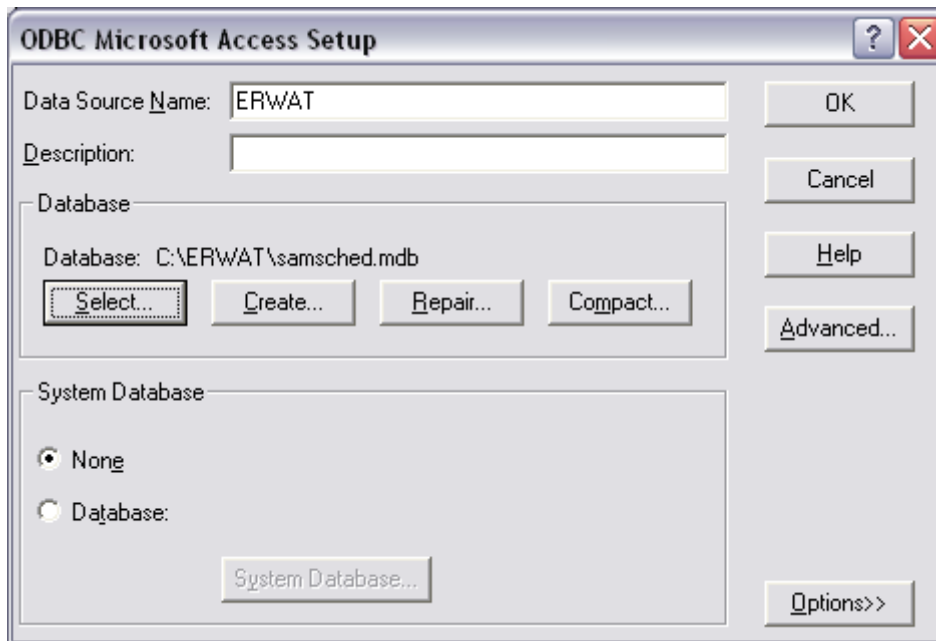 ODBC Microsoft Access Setup
Data Source Name: ERWAT
OK
Description:
Cancel
Database
Database: C:\ERWAT\samsched.mdb
Help
Select... Create... Repair... Compact...
Advanced...
System Database
None
Database:
System Database...
Options>>